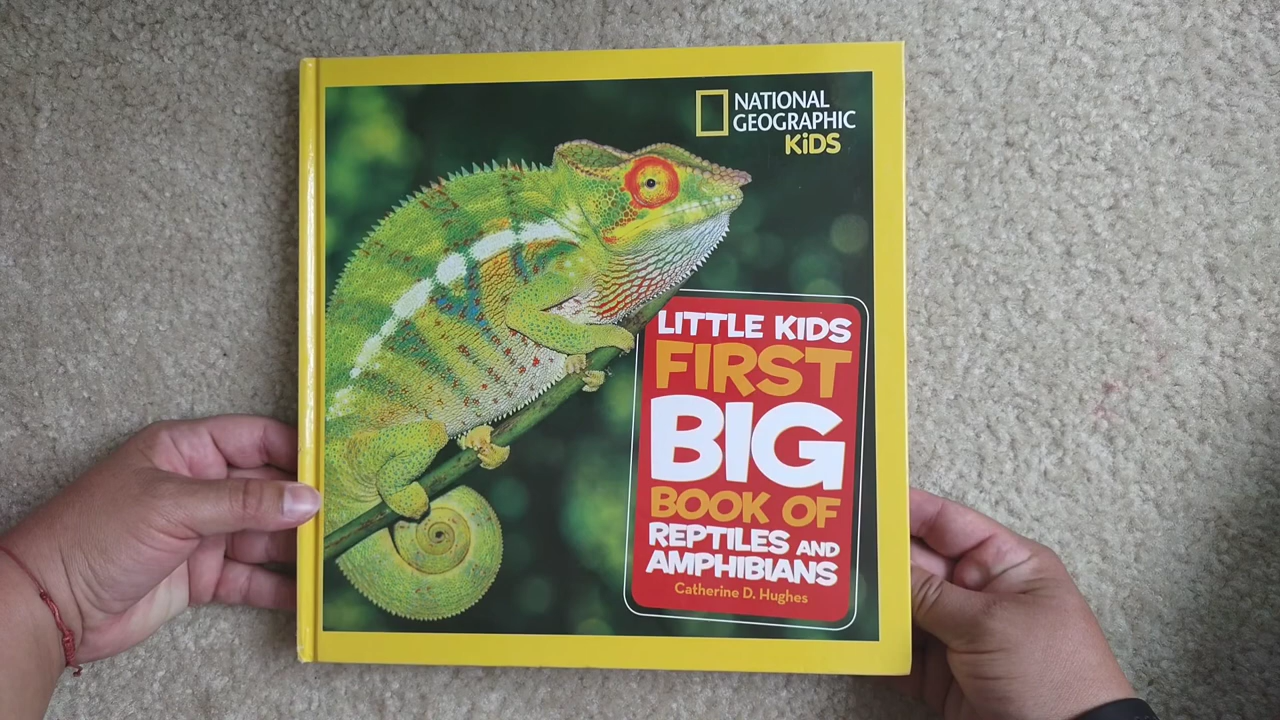 NATIONAL
GEOGRAPHIC
KiDS
LITTLE KIDS
FIRST
BIG
BOOK OF
REPTILES AND
AMPHIBIANS
Catherine D. Hughes